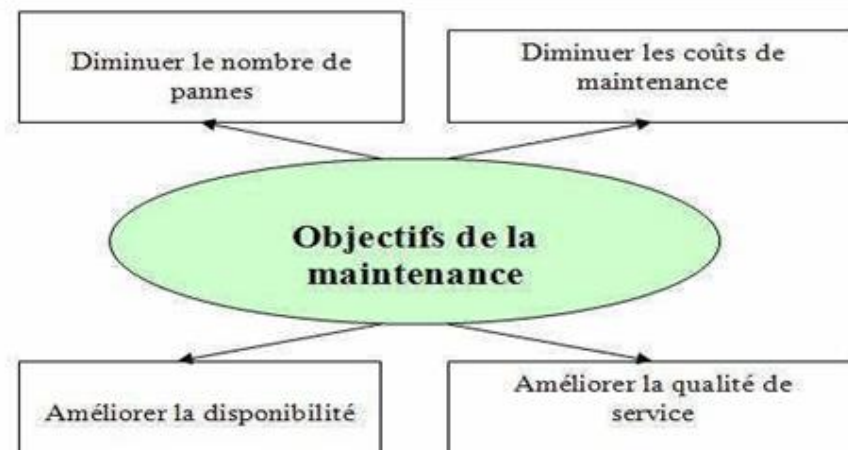 Diminuer le nombre de
pannes
Diminuer les coûts de
maintenance
Objectifs de la
maintenance
Améliorer la disponibilité
Améliorer la qualité de
service